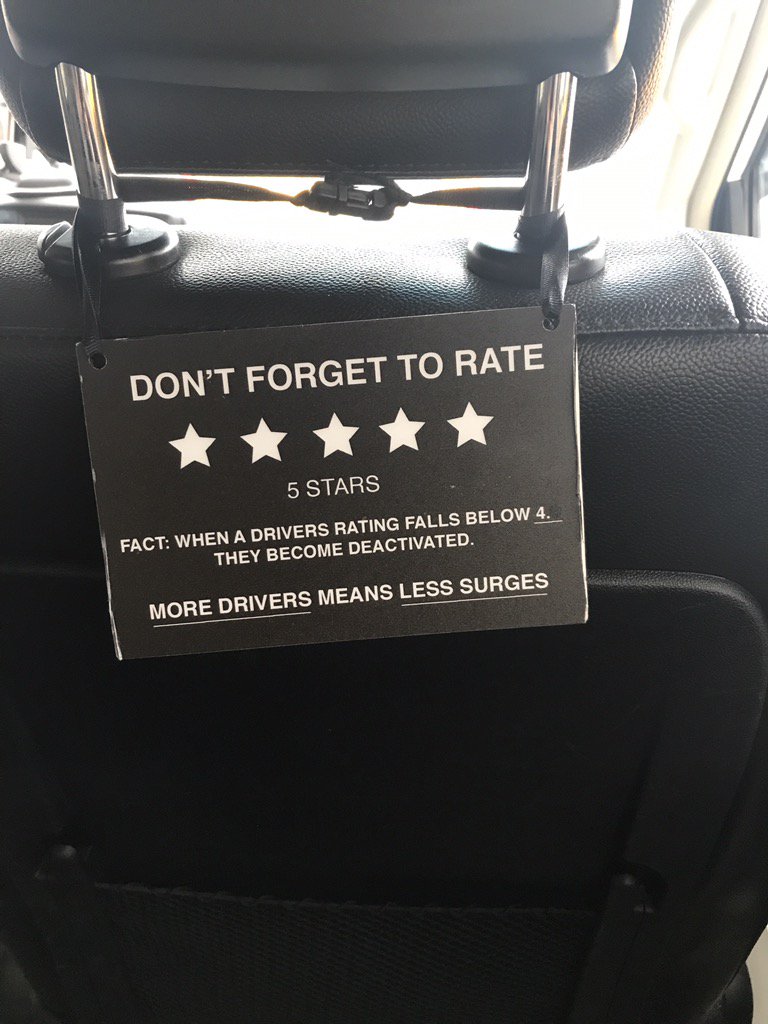 DON'T FORGET TO RATE
5 STARS
FACT: WHEN A DRIVERS RATING FALLS BELOW 4.
THEY BECOME DEACTIVATED.
MORE DRIVERS MEANS LESS SURGES